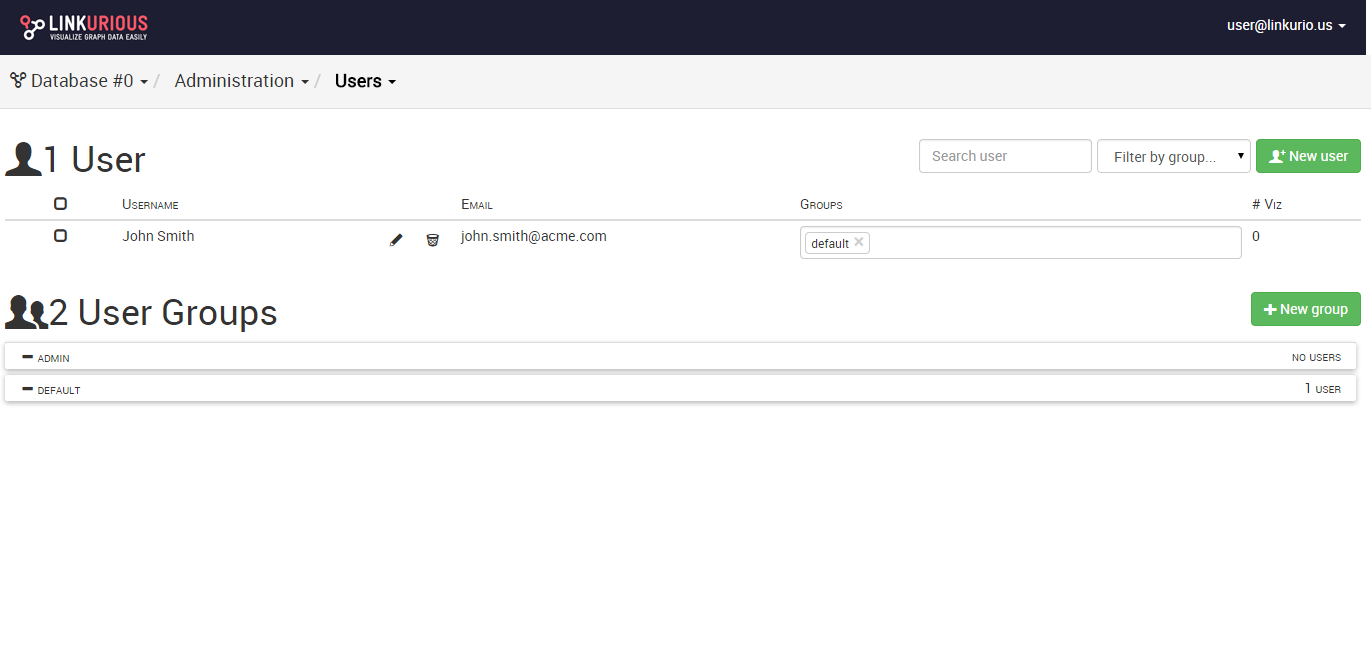 LINKURIOUS
VISUALIZE GRAPH DATA EASILY
user@linkurio.us
Database #0 / Administration / Users
1 User
Search user
Filter by group...
New user
Username Email Groups # Viz
John Smith john.smith@acme.com default 0
2 User Groups
New group
ADMIN NO USERS
DEFAULT 1 USER